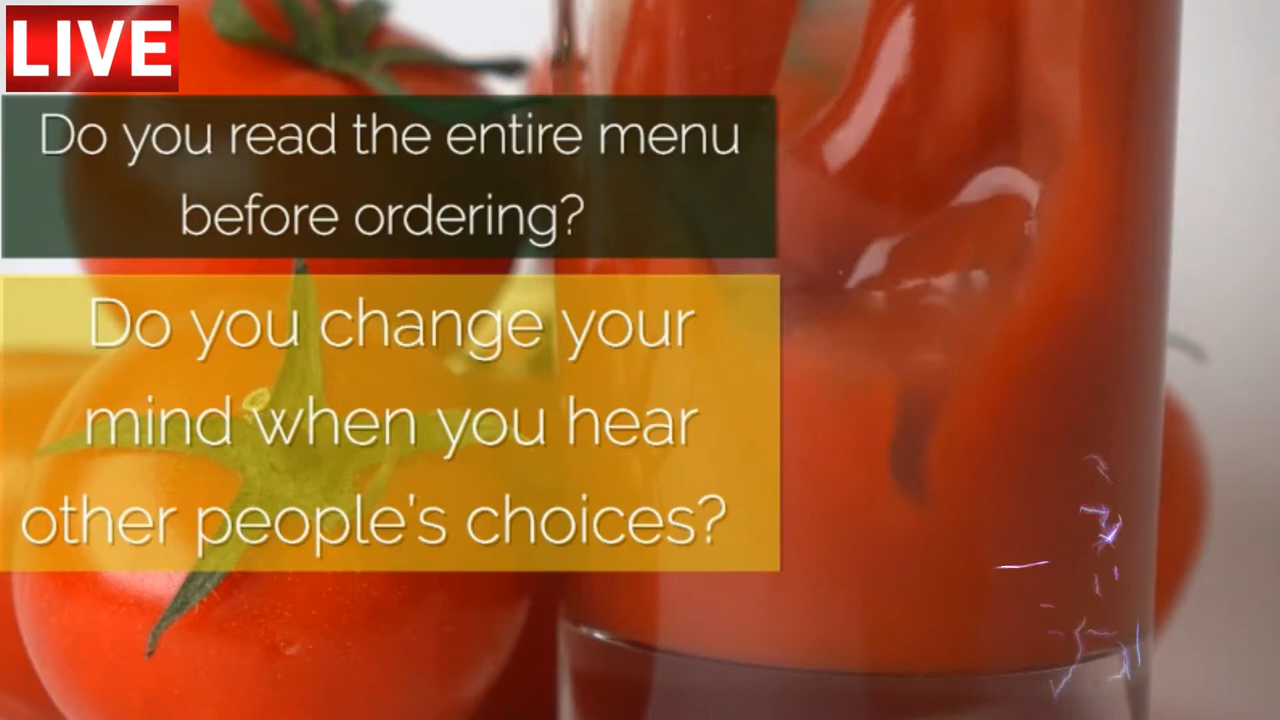 LIVE
Do you read the entire menu
before ordering?
Do you change your
mind when you hear
other people's choices?